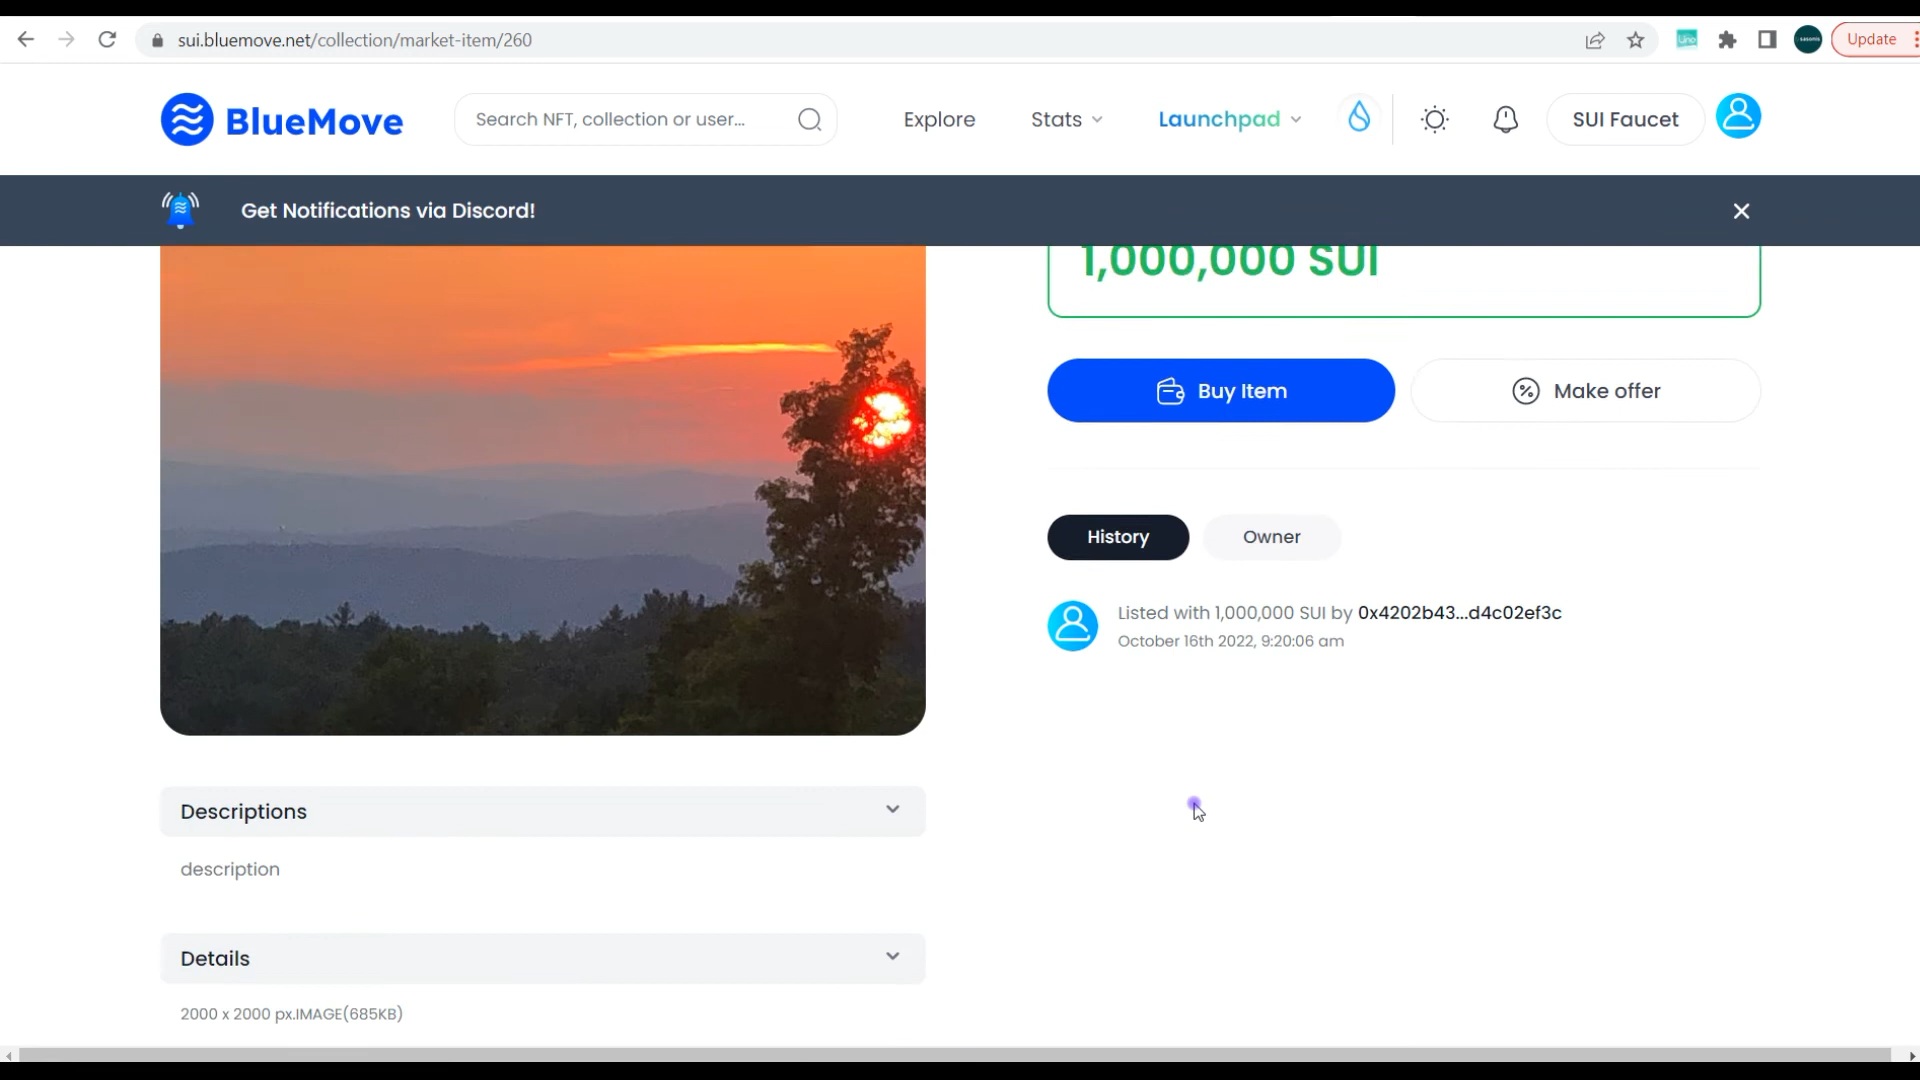 sui.bluemove.net/collection/market-item/260
Update
BlueMove
Search NFT, collection or user...
Explore
Stats
Launchpad
SUI Faucet
Get Notifications via Discord!
1,000,000 SUI
Buy Item
Make offer
History
Owner
Listed with 1,000,000 SUI by 0x4202b43...d4c02ef3c
October 16th 2022, 9:20:06 am
Descriptions
description
Details
2000 x 2000 px.IMAGE(685KB)